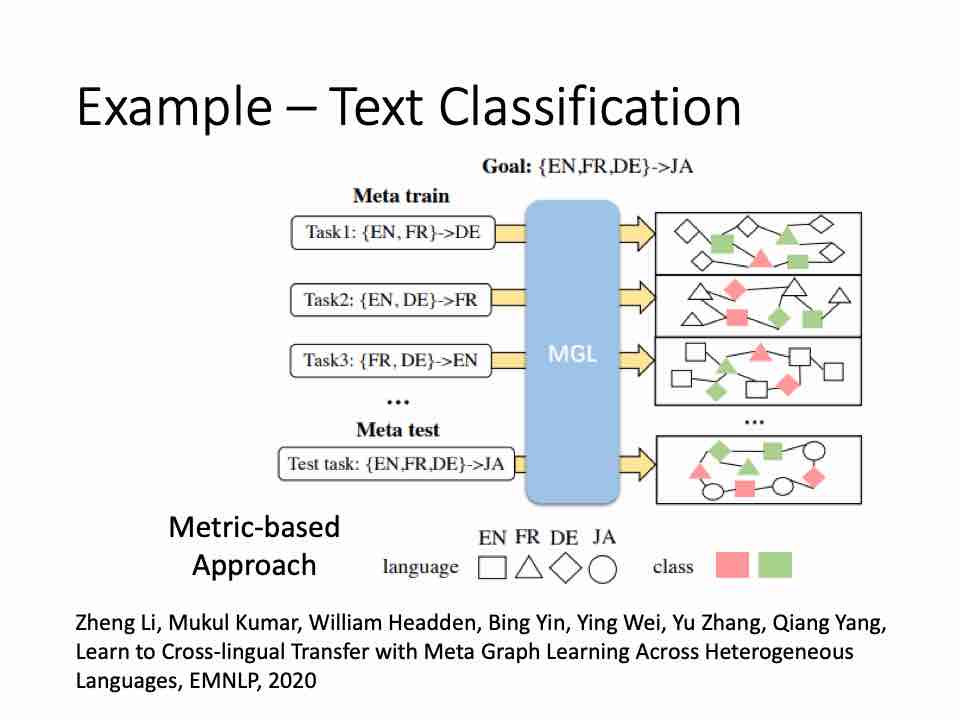 Example – Text Classification
Goal: {EN,FR,DE}->JA
Meta train
Task1: {EN, FR}->DE
Task2: {EN, DE}->FR
Task3: {FR, DE}->EN
...
MGL
...
Meta test
Test task: {EN,FR,DE}->JA
Metric-based
Approach
EN FR DE JA
language
class
Zheng Li, Mukul Kumar, William Headden, Bing Yin, Ying Wei, Yu Zhang, Qiang Yang,
Learn to Cross-lingual Transfer with Meta Graph Learning Across Heterogeneous
Languages, EMNLP, 2020